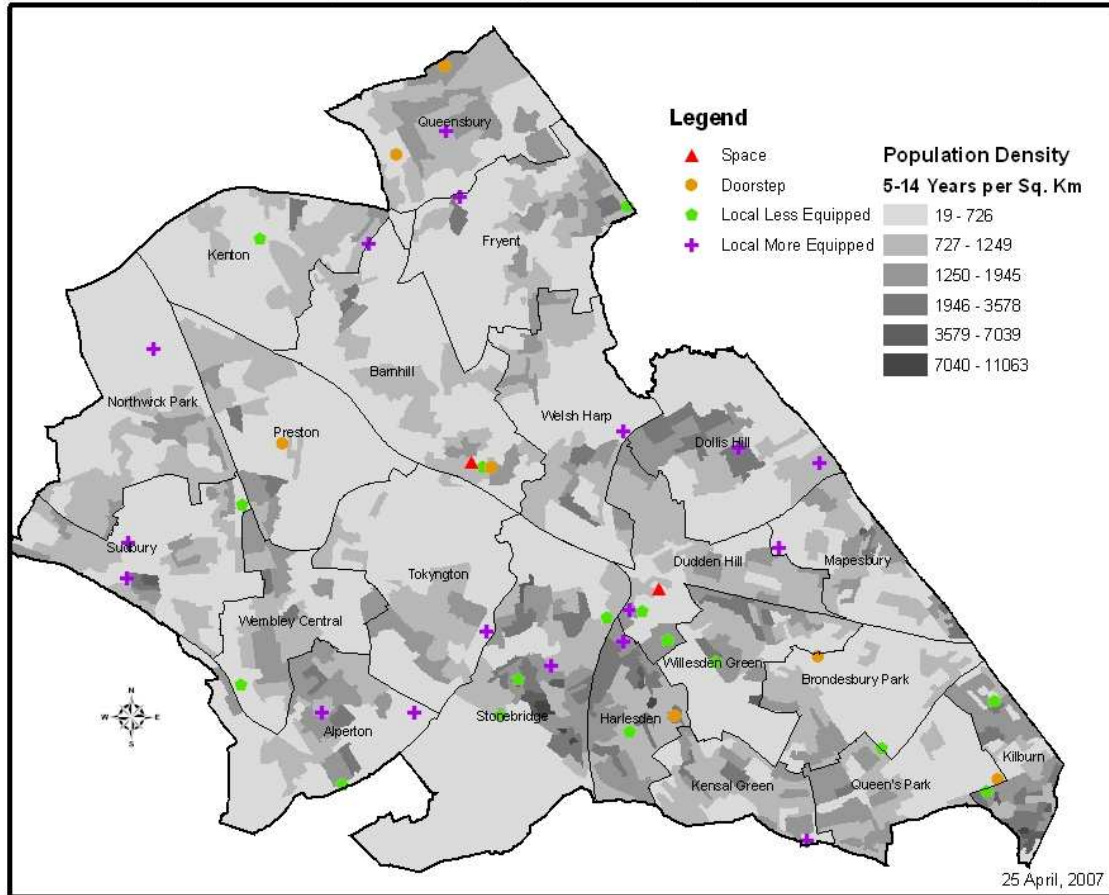 Legend
Space
Doorstep
Local Less Equipped
Local More Equipped
Population Density
5-14 Years per Sq. Km
19 - 726
727 - 1249
1250 - 1945
1946 - 3578
3579 - 7039
7040 - 11063
Queensbury
Fryent
Kenton
Barnhill
Northwick Park
Preston
Welsh Harp
Dollis Hill
Sudbury
Tokyngton
Dudden Hill
Mapesbury
Wembley Central
Willesden Green
Brondesbury Park
N
W E
S
Alperton
Stonebridge
Harlesden
Kilburn
Kensal Green
Queen's Park
25 April, 2007